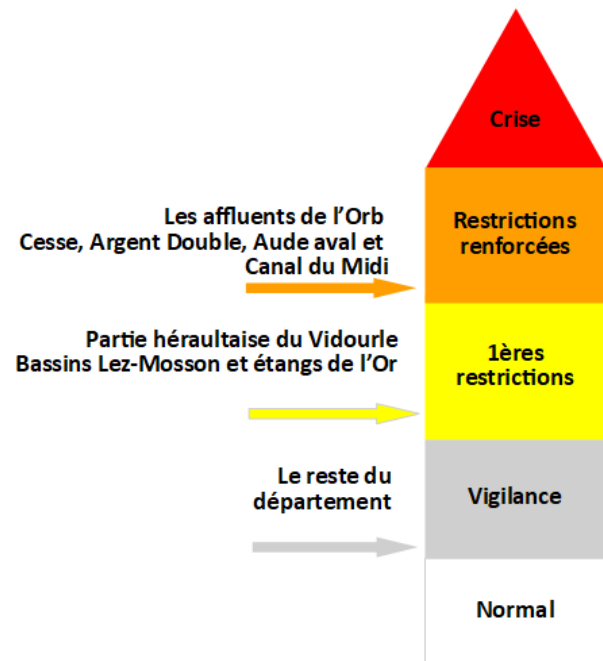 Crise
Les affluents de l'Orb
Cesse, Argent Double, Aude aval et
Canal du Midi
Restrictions
renforcées
Partie héraultaise du Vidourle
Bassins Lez-Mosson et étangs de l'Or
1ères
restrictions
Le reste du
département
Vigilance
Normal